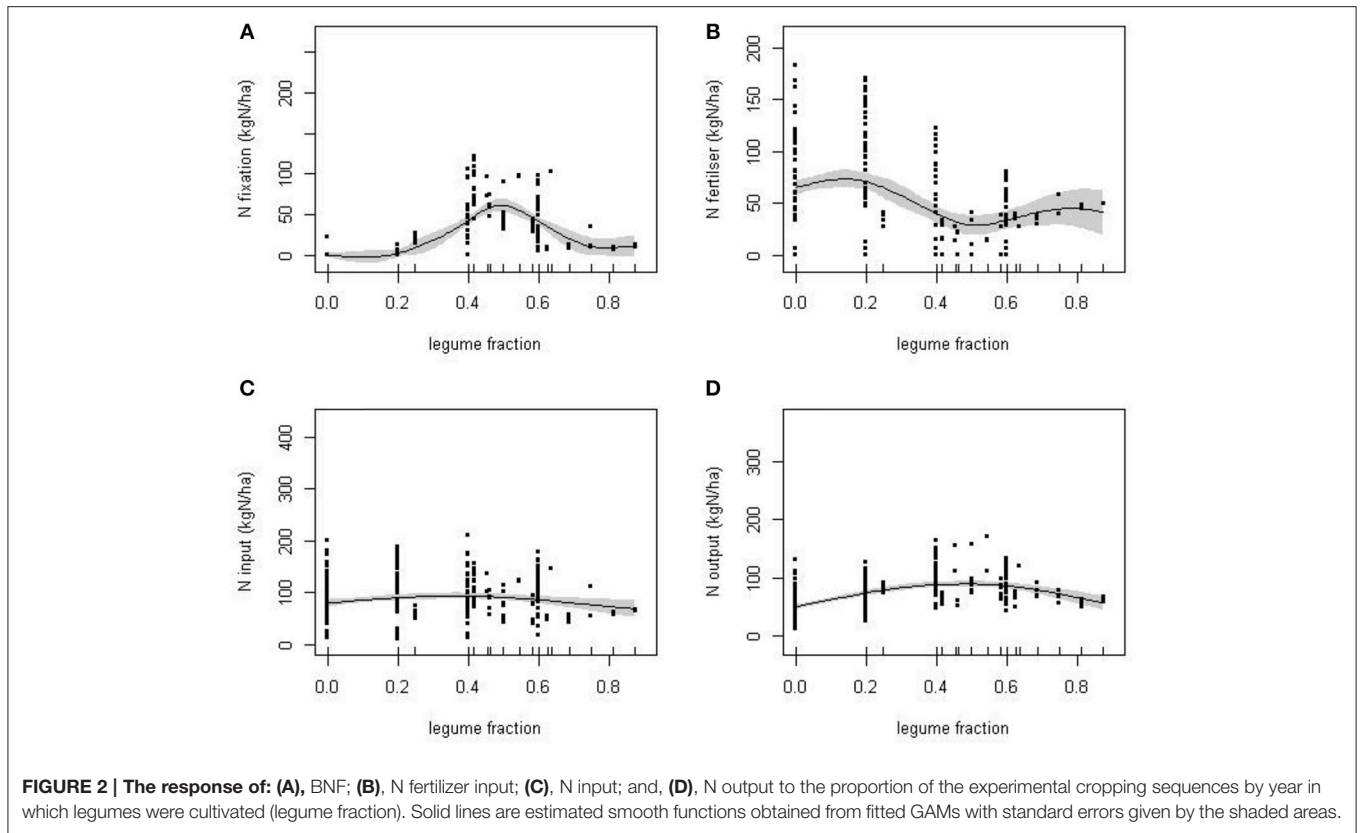 A
N fixation (kgN/ha)
0 50 100 200
0.0 0.2 0.4 0.6 0.8
legume fraction
B
N fertilser (kgN/ha)
0 50 100 150 200
0.0 0.2 0.4 0.6 0.8
legume fraction
C
N input (kgN/ha)
0 100 200 300 400
0.0 0.2 0.4 0.6 0.8
legume fraction
D
N output (kgN/ha)
0 100 200 300
0.0 0.2 0.4 0.6 0.8
legume fraction
FIGURE 2 | The response of: (A), BNF; (B), N fertilizer input; (C), N input; and, (D), N output to the proportion of the experimental cropping sequences by year in
which legumes were cultivated (legume fraction). Solid lines are estimated smooth functions obtained from fitted GAMs with standard errors given by the shaded areas.